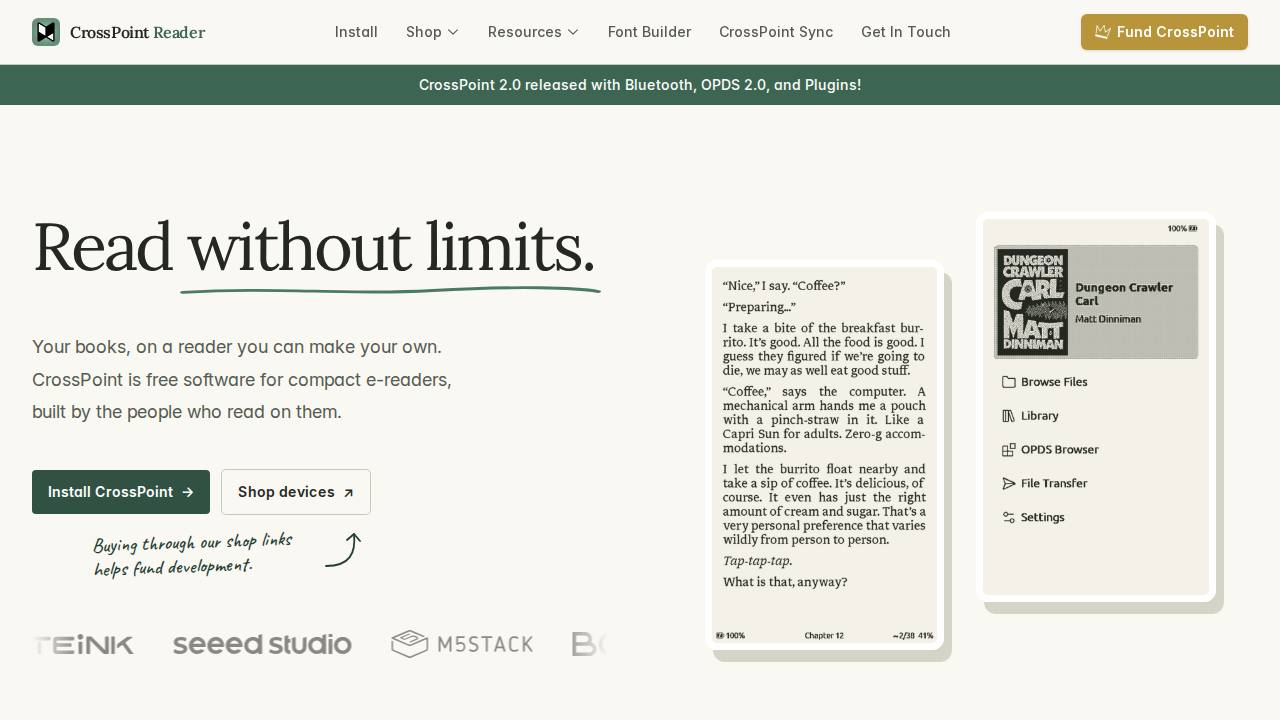 CrossPoint Reader
Install
Shop
Resources
Font Builder
CrossPoint Sync
Get In Touch
Fund CrossPoint
CrossPoint 2.0 released with Bluetooth, OPDS 2.0, and Plugins!
Read without limits.
Your books, on a reader you can make your own.
CrossPoint is free software for compact e-readers,
built by the people who read on them.
Install CrossPoint →
Shop devices ↗
Buying through our shop links
helps fund development.
TEiNK
seeed studio
M5STACK
“Nice,” I say. “Coffee?”
“Preparing...”
I take a bite of the breakfast bur-
rito. It’s good. All the food is good. I
guess they figured if we’re going to
die, we may as well eat good stuff.
“Coffee,” says the computer. A
mechanical arm hands me a pouch
with a pinch-straw in it. Like a
Capri Sun for adults. Zero-g accom-
modations.
I let the burrito float nearby and
take a sip of coffee. It’s delicious, of
course. It even has just the right
amount of cream and sugar. That’s a
very personal preference that varies
wildly from person to person.
Tap-tap-tap.
What is that, anyway?
100%
Chapter 12
~2/38 41%
100%
DUNGEON
CRAWLER
CARL
MATT
DINNIMAN
Dungeon Crawler
Carl
Matt Dinniman
Browse Files
Library
OPDS Browser
File Transfer
Settings